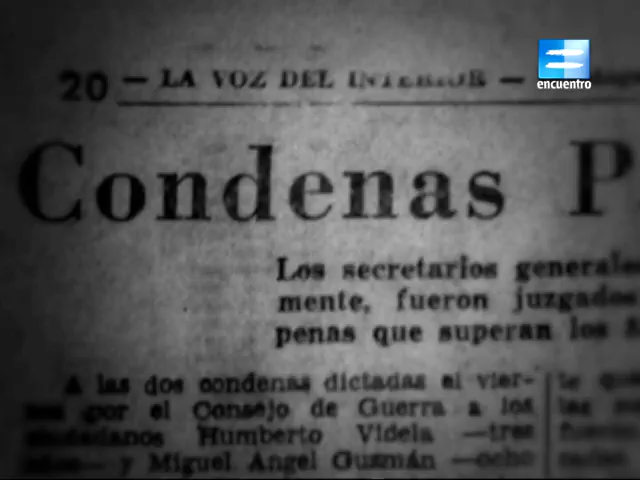 encuentro
20 — LA VOZ DEL INTERIOR —
Condenas P
Los secretarios generale
mente, fueron juzgados
penas que superan los
A las dos condenas dictadas el vier-
por el Consejo de Guerra a los
Humberto Videla —tres
y Miguel Angel Guzmán —ocho